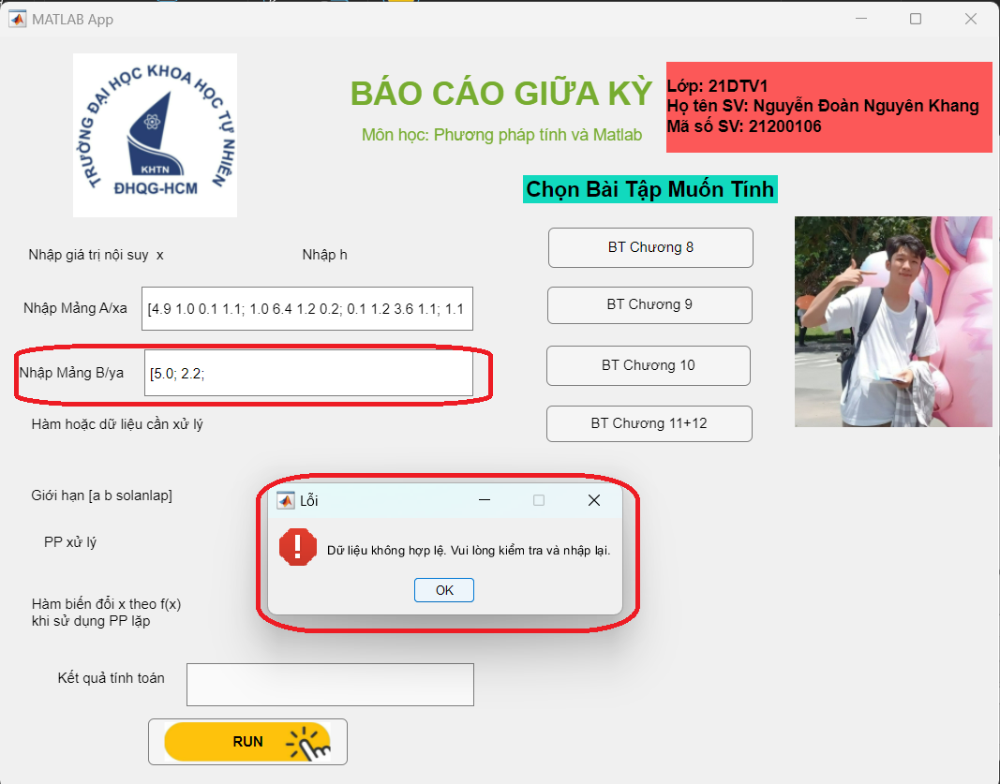 MATLAB App
TRƯỜNG ĐẠI HỌC KHOA HỌC TỰ NHIÊN
KHTN
ĐHQG-HCM
BÁO CÁO GIỮA KỲ
Môn học: Phương pháp tính và Matlab
Lớp: 21DTV1
Họ tên SV: Nguyễn Đoàn Nguyên Khang
Mã số SV: 21200106
Chọn Bài Tập Muốn Tính
Nhập giá trị nội suy x
Nhập h
BT Chương 8
Nhập Mảng A/xa
[4.9 1.0 0.1 1.1; 1.0 6.4 1.2 0.2; 0.1 1.2 3.6 1.1; 1.1
BT Chương 9
Nhập Mảng B/ya
[5.0; 2.2;
BT Chương 10
Hàm hoặc dữ liệu cần xử lý
BT Chương 11+12
Giới hạn [a b solanlap]
Lỗi
PP xử lý
Dữ liệu không hợp lệ. Vui lòng kiểm tra và nhập lại.
OK
Hàm biến đổi x theo f(x)
khi sử dụng PP lặp
Kết quả tính toán
RUN